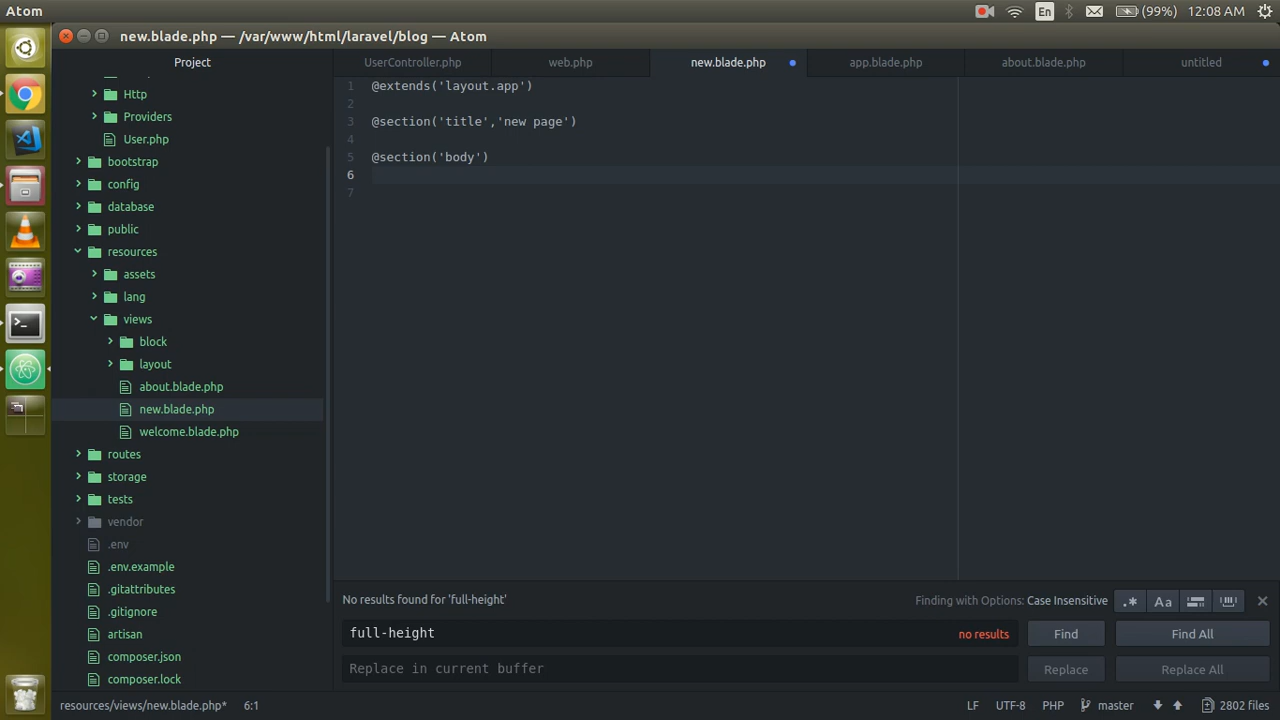 Atom
En
(99%)
12:08 AM
new.blade.php — /var/www/html/laravel/blog — Atom
Project
UserController.php
web.php
new.blade.php
app.blade.php
about.blade.php
untitled
Http
Providers
User.php
bootstrap
config
database
public
resources
assets
lang
views
block
layout
about.blade.php
new.blade.php
welcome.blade.php
routes
storage
tests
vendor
.env
.env.example
.gitattributes
.gitignore
artisan
composer.json
composer.lock
1 @extends('layout.app')
2
3 @section('title','new page')
4
5 @section('body')
6
7
No results found for 'full-height'
Finding with Options: Case Insensitive
.*
Aa
full-height
no results
Find
Find All
Replace in current buffer
Replace
Replace All
resources/views/new.blade.php*
6:1
LF
UTF-8
PHP
master
2802 files